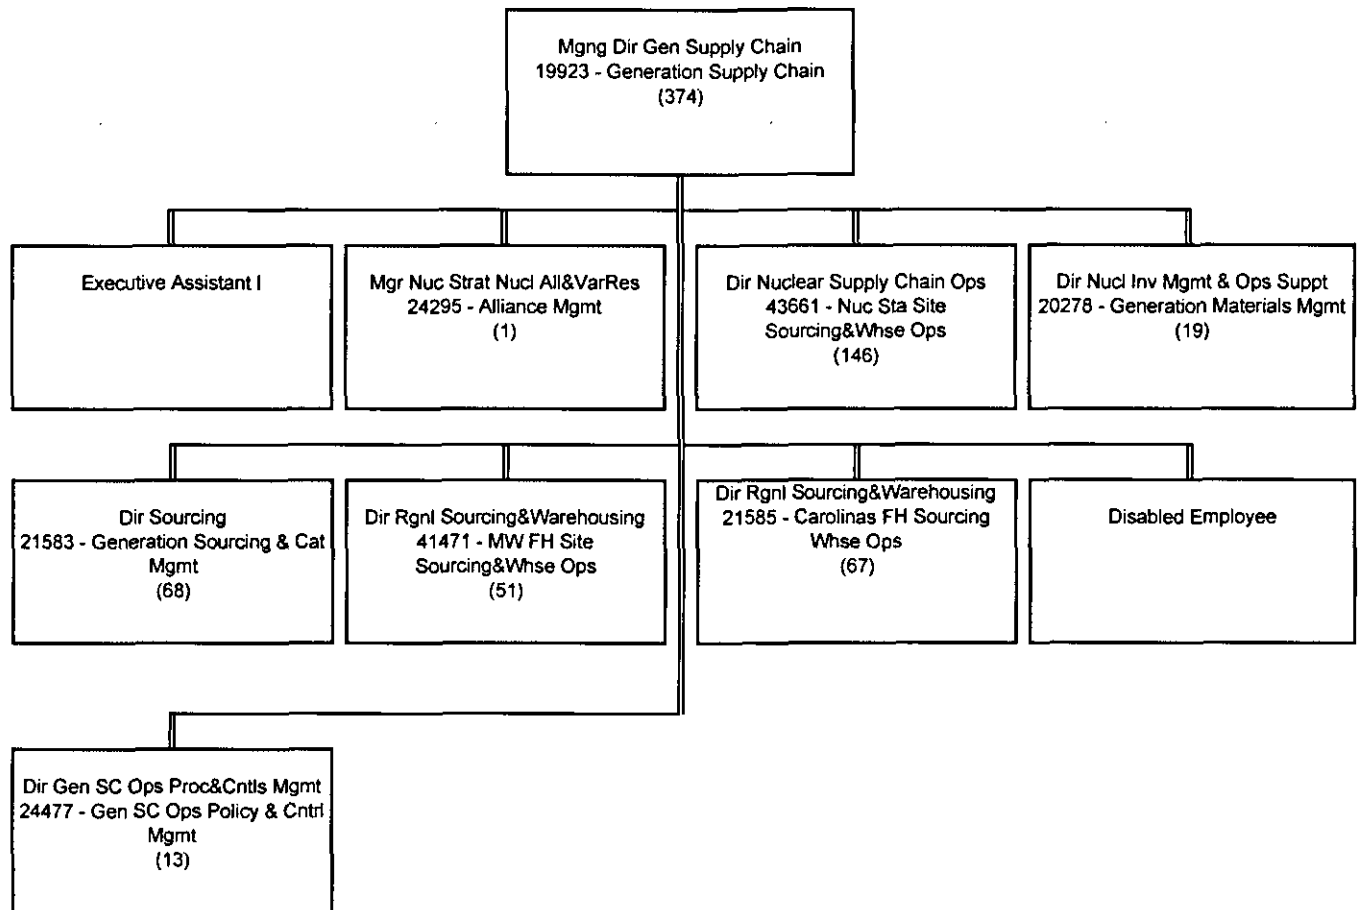 Mgng Dir Gen Supply Chain
19923 - Generation Supply Chain
(374)
Executive Assistant I
Mgr Nuc Strat Nucl All&VarRes
24295 - Alliance Mgmt
(1)
Dir Nuclear Supply Chain Ops
43661 - Nuc Sta Site
Sourcing&Whse Ops
(146)
Dir Nucl Inv Mgmt & Ops Suppt
20278 - Generation Materials Mgmt
(19)
Dir Sourcing
21583 - Generation Sourcing & Cat
Mgmt
(68)
Dir Rgnl Sourcing&Warehousing
41471 - MW FH Site
Sourcing&Whse Ops
(51)
Dir Rgnl Sourcing&Warehousing
21585 - Carolinas FH Sourcing
Whse Ops
(67)
Disabled Employee
Dir Gen SC Ops Proc&Cntls Mgmt
24477 - Gen SC Ops Policy & Cntrl
Mgmt
(13)